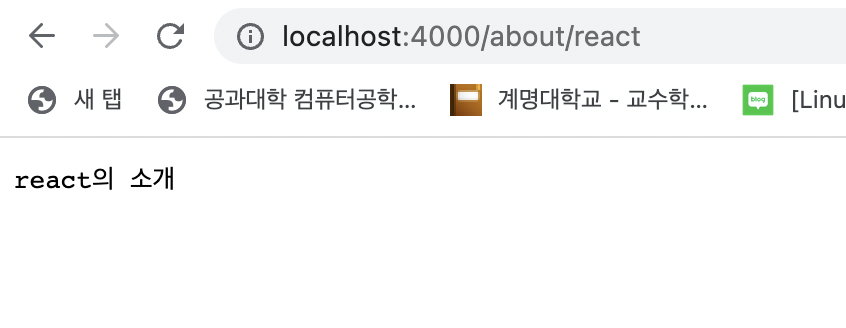 localhost:4000/about/react
새 탭 공과대학 컴퓨터공학... 계명대학교 - 교수학... blog [Linu
react의 소개